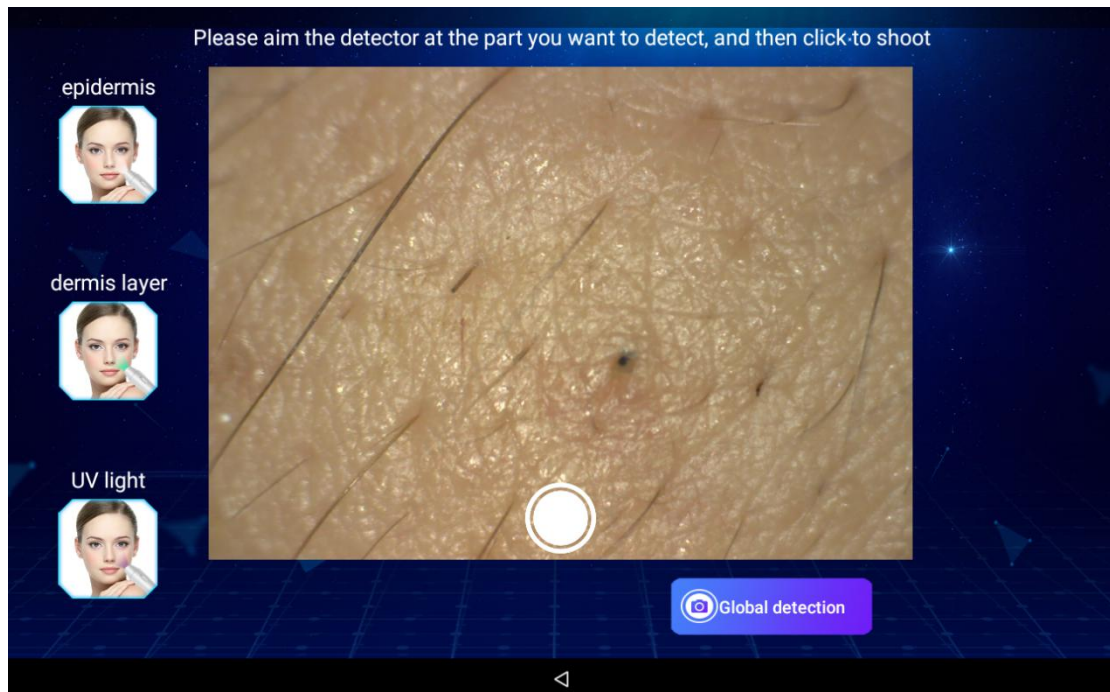 Please aim the detector at the part you want to detect, and then click to shoot
epidermis
dermis layer
UV light
Global detection